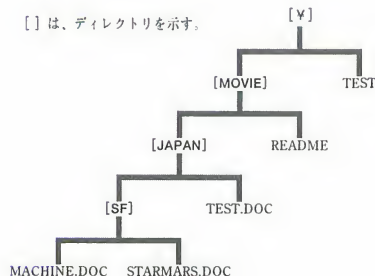 [ ] は、ディレクトリを示す。
[¥]
[MOVIE] TEST
[JAPAN] README
[SF] TEST.DOC
MACHINE.DOC STARMARS.DOC